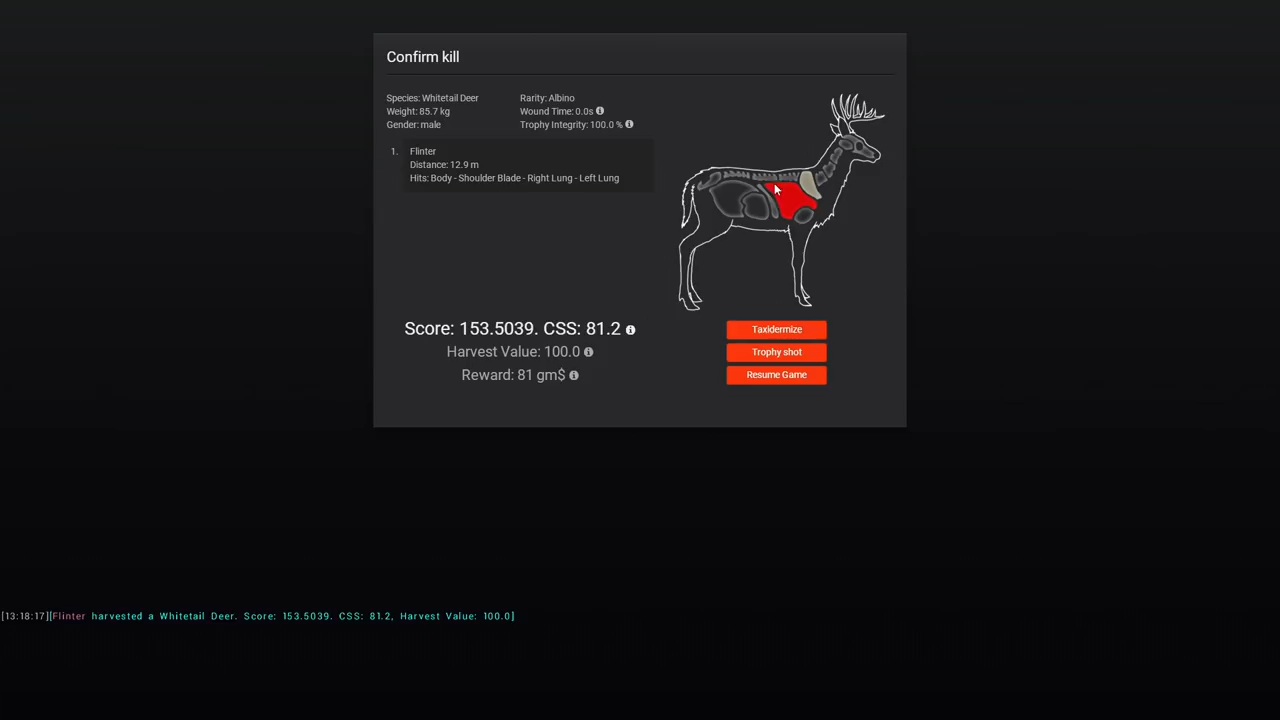 Confirm kill
Species: Whitetail Deer
Weight: 85.7 kg
Gender: male
Rarity: Albino
Wound Time: 0.0s
Trophy Integrity: 100.0 %
1. Flinter
Distance: 12.9 m
Hits: Body - Shoulder Blade - Right Lung - Left Lung
Score: 153.5039. CSS: 81.2
Harvest Value: 100.0
Reward: 81 gm$
Taxidermize
Trophy shot
Resume Game
[13:18:17][Flinter harvested a Whitetail Deer. Score: 153.5039. CSS: 81.2, Harvest Value: 100.0]